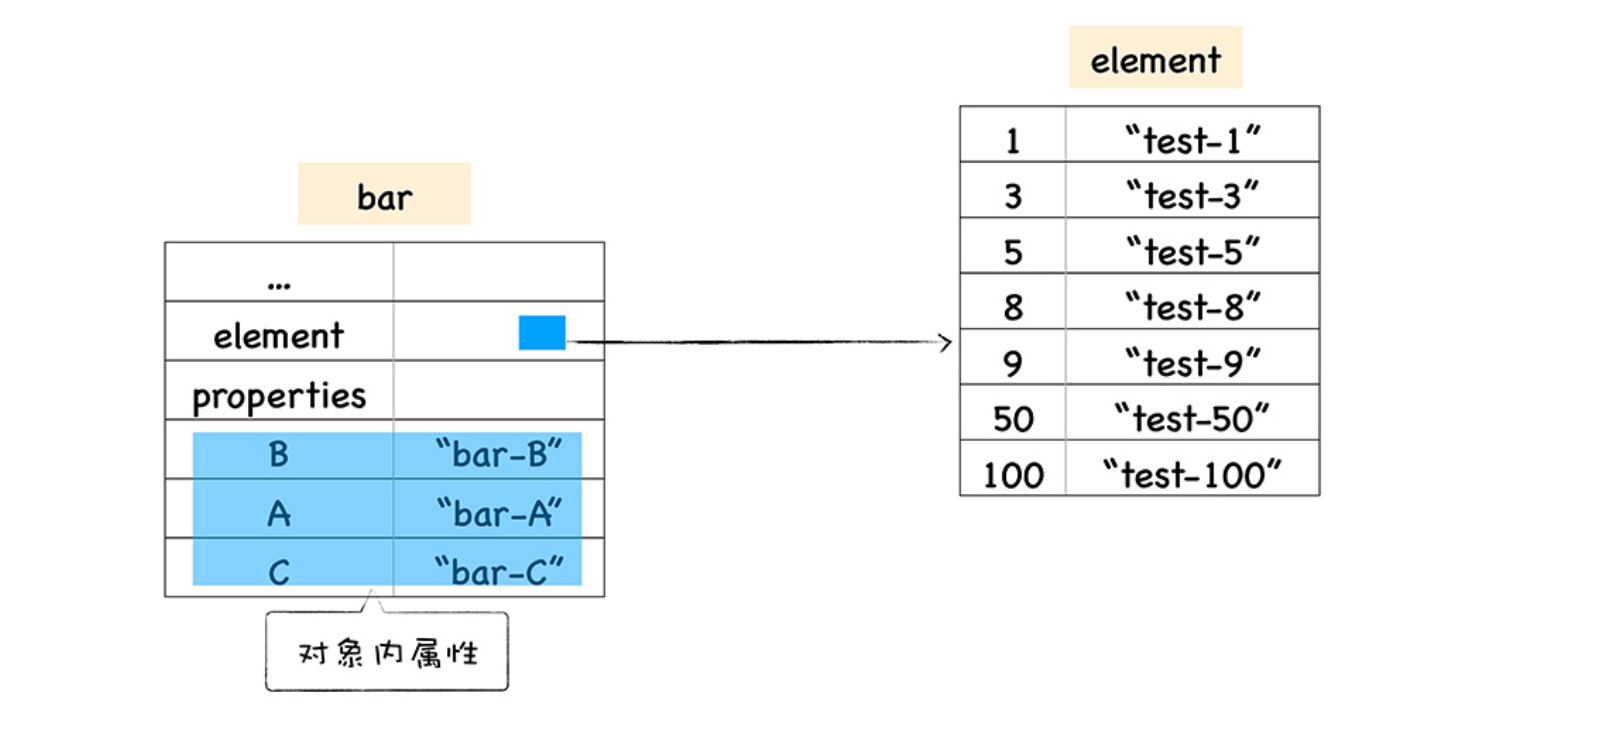 bar
...
element
properties
B “bar-B”
A “bar-A”
C “bar-C”
对象内属性
element
1 “test-1”
3 “test-3”
5 “test-5”
8 “test-8”
9 “test-9”
50 “test-50”
100 “test-100”